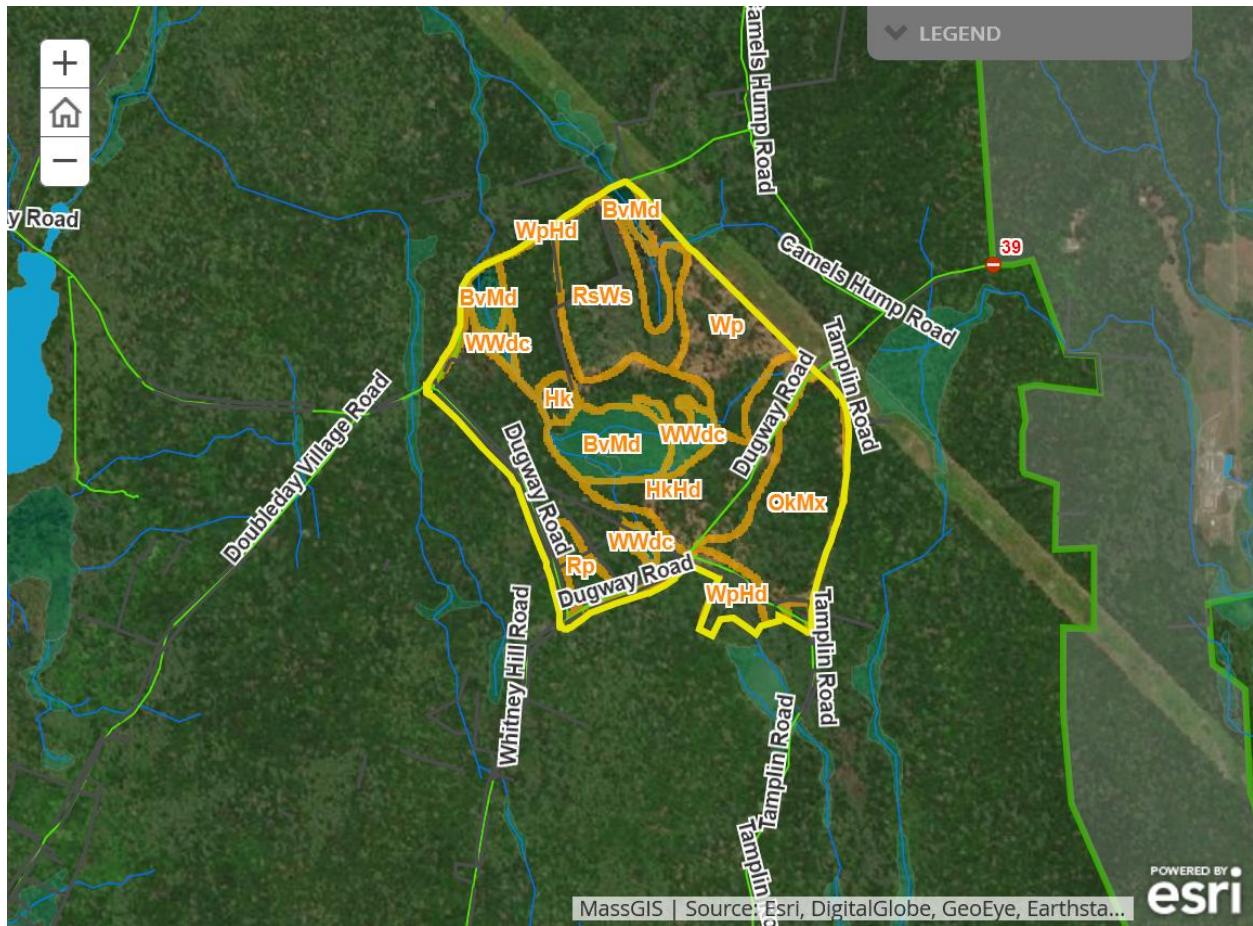 LEGEND
+
−
Camels Hump Road
y Road
BvMd
WpHd
39
Camels Hump Road
BvMd
RsWs
Wp
WWdc
Tamplin Road
Hk
Dugway Road
BvMd
WWdc
Doubleday Village Road
Dugway Road
HkHd
OkMx
WWdc
Rp
Dugway Road
WpHd
Whitney Hill Road
Tamplin Road
Tamplin Road
Tamplin Ro
POWERED BY
esri
MassGIS | Source: Esri, DigitalGlobe, GeoEye, Earthsta...